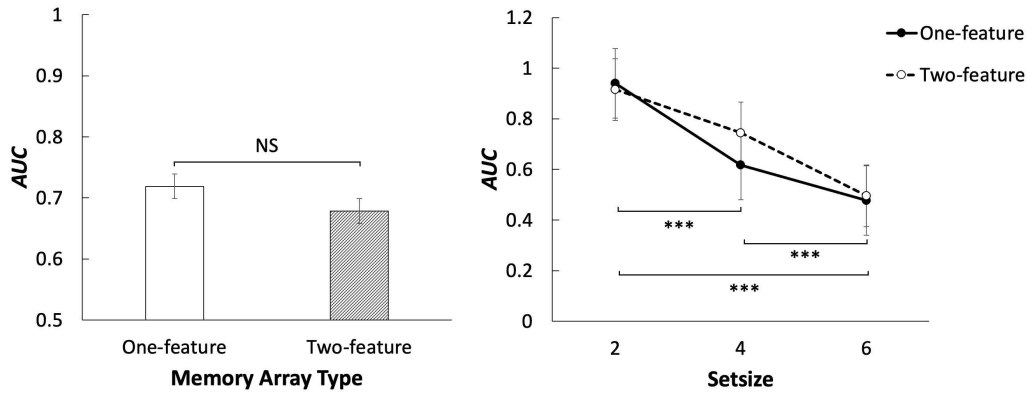 1
0.9
0.8
0.7
0.6
0.5
AUC
NS
One-feature
Two-feature
Memory Array Type
1.2
1
0.8
0.6
0.4
0.2
0
AUC
***
***
***
2
4
6
Setsize
One-feature
Two-feature